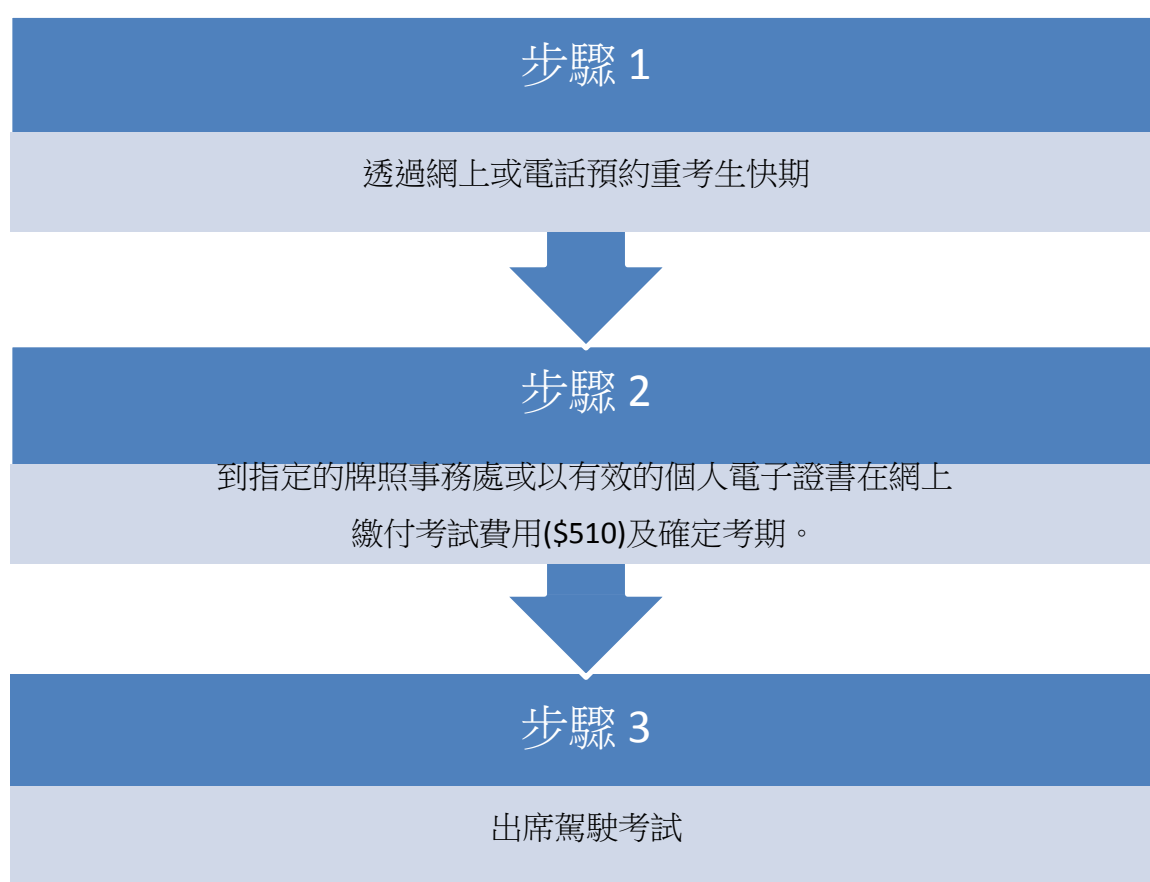 步驟 1
透過網上或電話預約重考生快期
步驟 2
到指定的牌照事務處或以有效的個人電子證書在網上
繳付考試費用($510)及確定考期。
步驟 3
出席駕駛考試